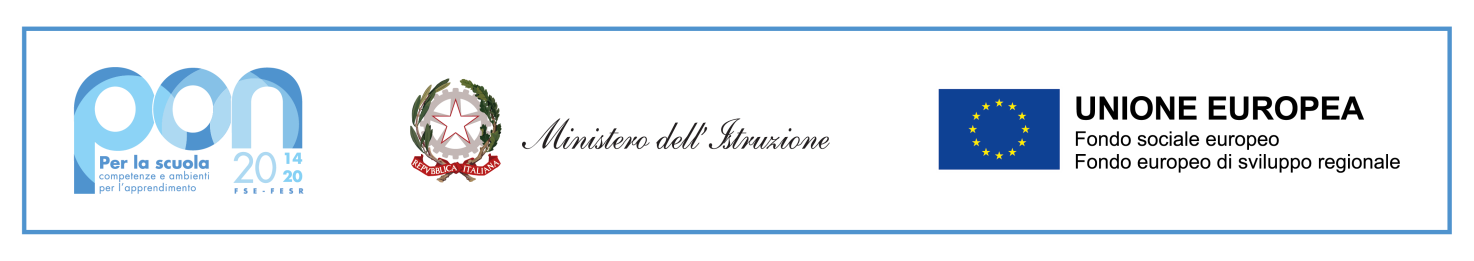 pon
Per la scuola
competenze e ambienti
per l'apprendimento
20 14
20
FSE-FESR
REPVBBLICA ITALIANA
Ministero dell'Istruzione
UNIONE EUROPEA
Fondo sociale europeo
Fondo europeo di sviluppo regionale